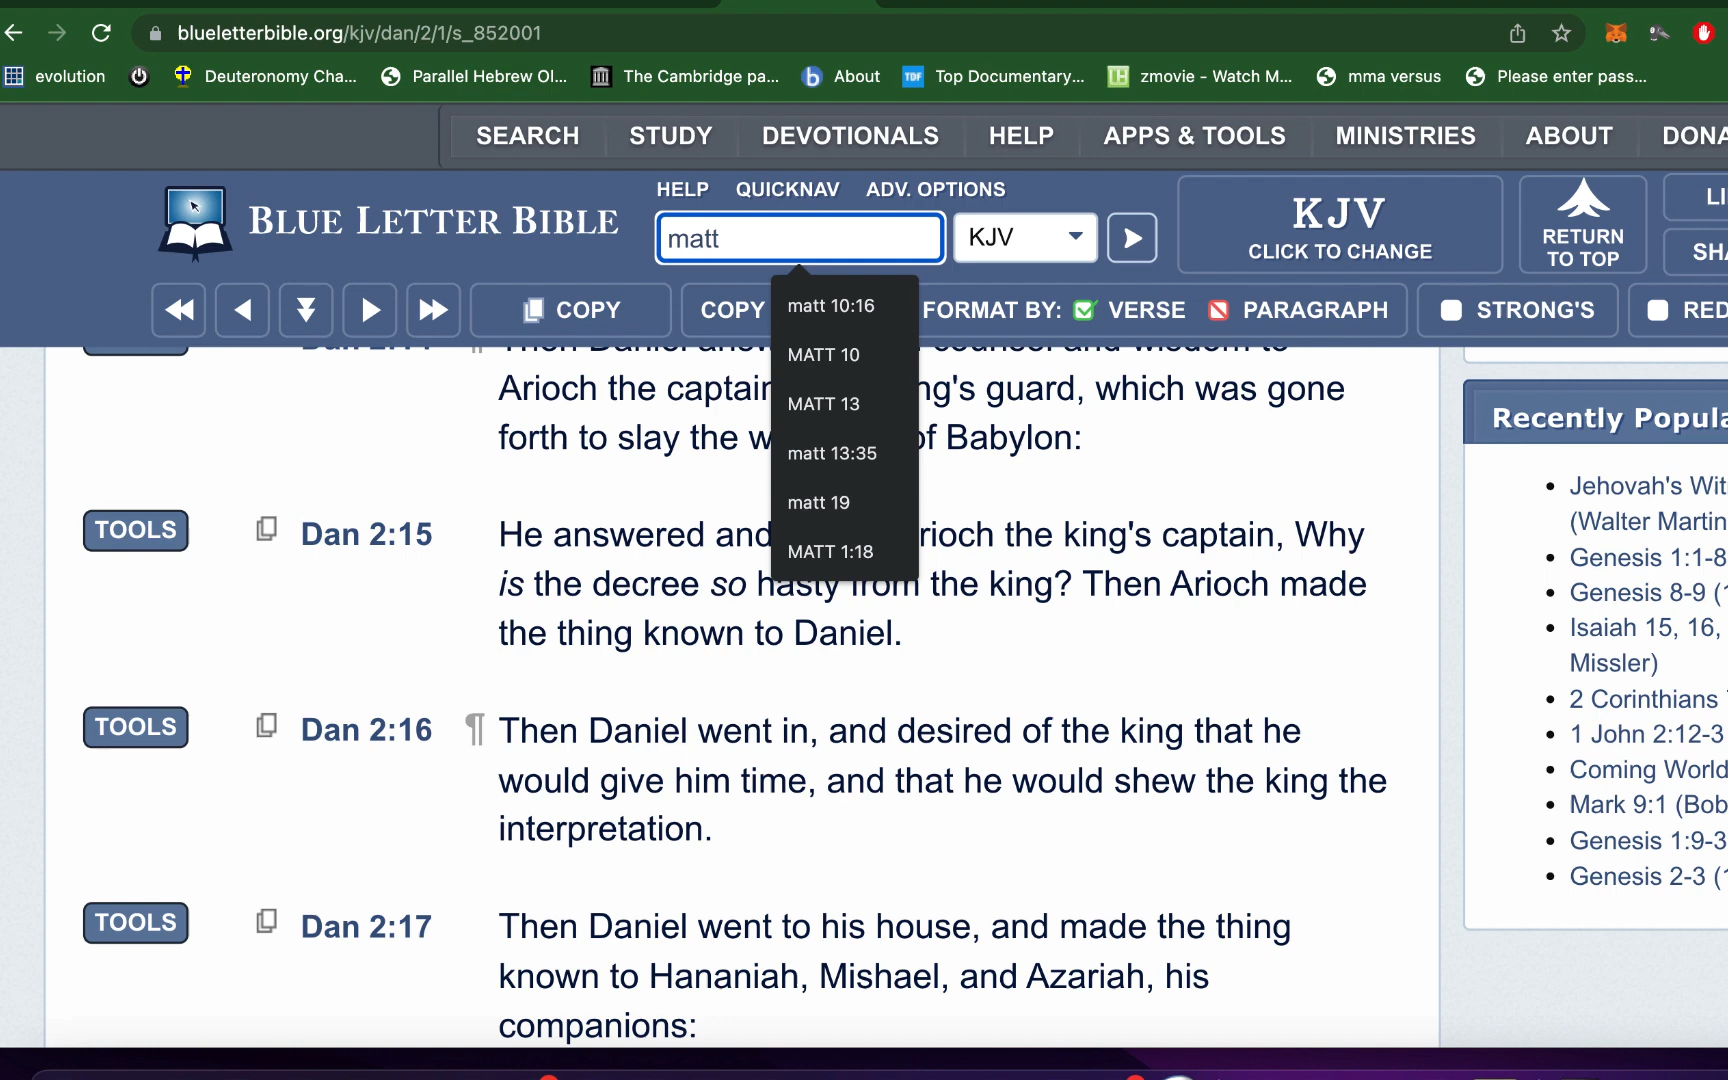 blueletterbible.org/kjv/dan/2/1/s_852001
evolution Deuteronomy Cha... Parallel Hebrew Ol... The Cambridge pa... b About TDF Top Documentary... zmovie - Watch M... mma versus Please enter pass...
SEARCH STUDY DEVOTIONALS HELP APPS & TOOLS MINISTRIES ABOUT DONA
HELP QUICKNAV ADV. OPTIONS
BLUE LETTER BIBLE
matt KJV
KJV
CLICK TO CHANGE
RETURN
TO TOP
LI
SHA
COPY COPY FORMAT BY: VERSE PARAGRAPH STRONG'S RED
matt 10:16
MATT 10
MATT 13
matt 13:35
matt 19
MATT 1:18
Arioch the captain ng's guard, which was gone
forth to slay the w of Babylon:
TOOLS Dan 2:15 He answered and rioch the king's captain, Why
is the decree so hasty from the king? Then Arioch made
the thing known to Daniel.
TOOLS Dan 2:16 ¶ Then Daniel went in, and desired of the king that he
would give him time, and that he would shew the king the
interpretation.
TOOLS Dan 2:17 Then Daniel went to his house, and made the thing
known to Hananiah, Mishael, and Azariah, his
companions:
Recently Popula
Jehovah's Wit
(Walter Martin
Genesis 1:1-8
Genesis 8-9 (
Isaiah 15, 16,
Missler)
2 Corinthians
1 John 2:12-3
Coming World
Mark 9:1 (Bob
Genesis 1:9-3
Genesis 2-3 (